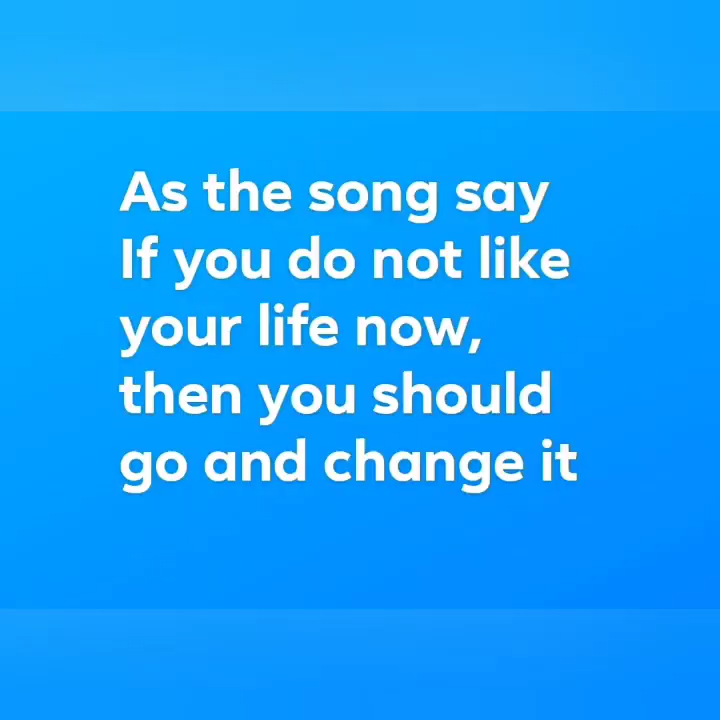 As the song say
If you do not like
your life now,
then you should
go and change it